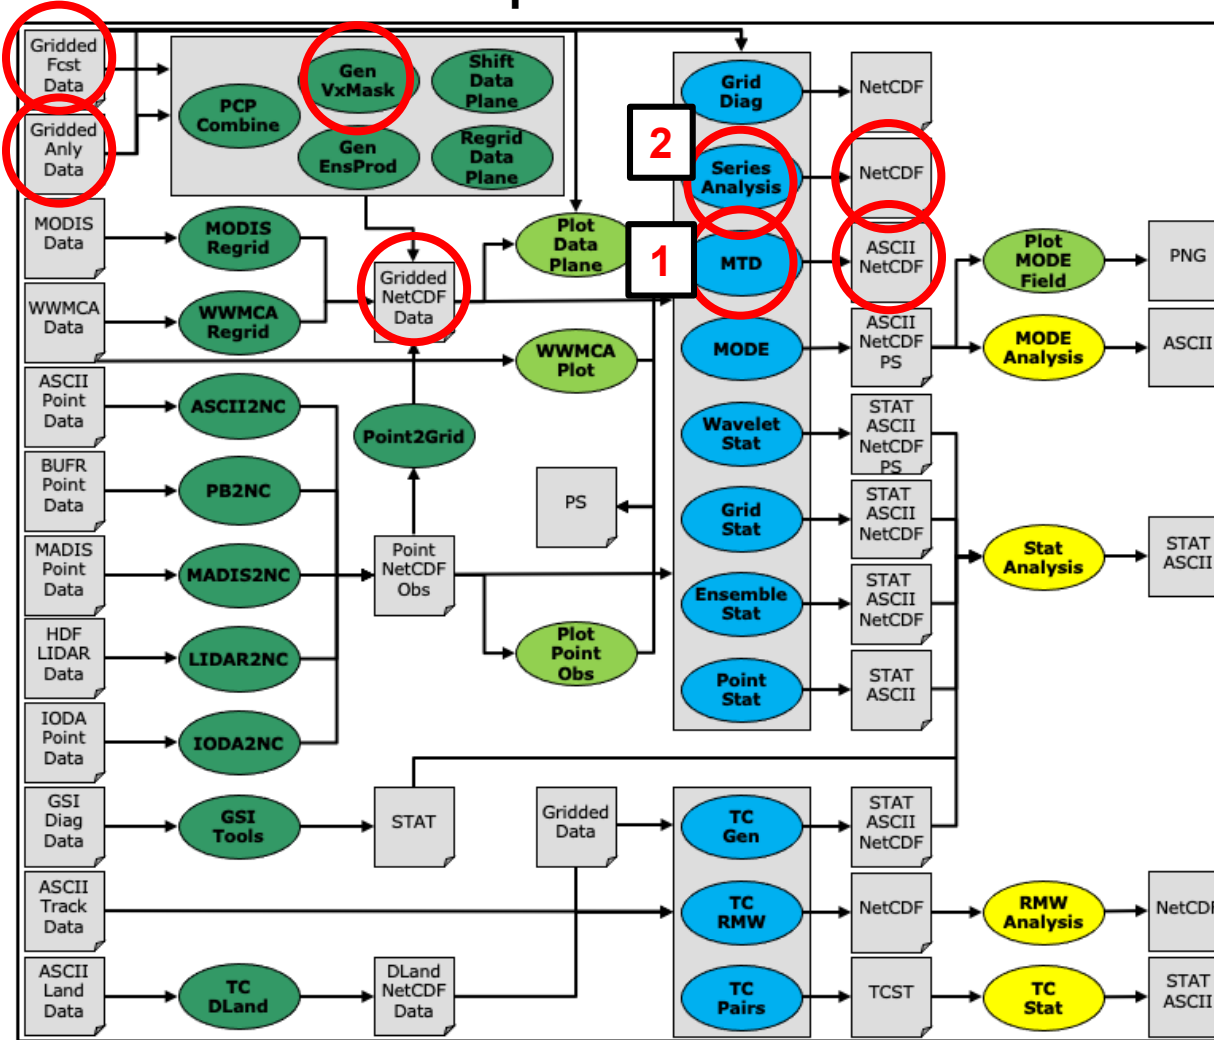 Gridded
Fcst
Data
Gridded
Anly
Data
PCP
Combine
Gen
VxMask
Shift
Data
Plane
Gen
EnsProd
Regrid
Data
Plane
Grid
Diag
NetCDF
2
Series
Analysis
NetCDF
MODIS
Data
MODIS
Regrid
Gridded
NetCDF
Data
Plot
Data
Plane
1
MTD
ASCII
NetCDF
Plot
MODE
Field
PNG
WWMCA
Data
WWMCA
Regrid
WWMCA
Plot
MODE
ASCII
NetCDF
PS
MODE
Analysis
ASCII
ASCII
Point
Data
ASCII2NC
Point2Grid
Wavelet
Stat
STAT
ASCII
NetCDF
PS
BUFR
Point
Data
PB2NC
PS
Grid
Stat
STAT
ASCII
NetCDF
MADIS
Point
Data
MADIS2NC
Point
NetCDF
Obs
Ensemble
Stat
STAT
ASCII
NetCDF
Stat
Analysis
STAT
ASCII
HDF
LIDAR
Data
LIDAR2NC
Plot
Point
Obs
Point
Stat
STAT
ASCII
IODA
Point
Data
IODA2NC
GSI
Diag
Data
GSI
Tools
STAT
Gridded
Data
TC
Gen
STAT
ASCII
NetCDF
ASCII
Track
Data
TC
RMW
NetCDF
RMW
Analysis
NetCDF
ASCII
Land
Data
TC
DLand
DLand
NetCDF
Data
TC
Pairs
TCST
TC
Stat
STAT
ASCII